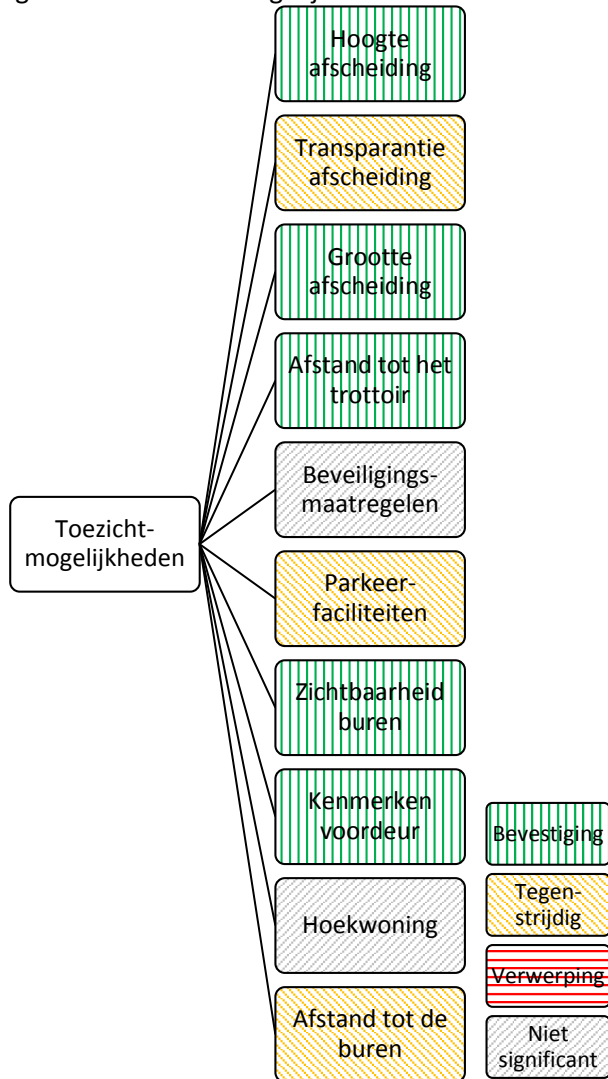 Hoogte
afscheiding
Transparantie
afscheiding
Grootte
afscheiding
Afstand tot het
trottoir
Beveiligings-
maatregelen
Toezicht-
mogelijkheden
Parkeer-
faciliteiten
Zichtbaarheid
buren
Kenmerken
voordeur
Hoekwoning
Afstand tot de
buren
Bevestiging
Tegen-
strijdig
Verwerping
Niet
significant